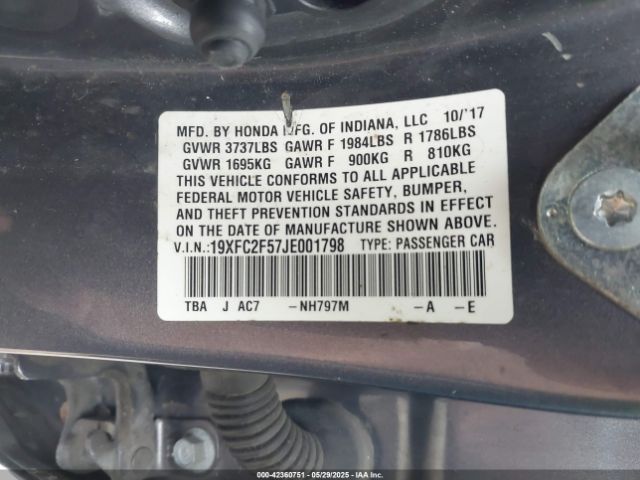 MFD. BY HONDA MFG. OF INDIANA, LLC 10/'17
GVWR 3737LBS GAWR F 1984LBS R 1786LBS
GVWR 1695KG GAWR F 900KG R 810KG
THIS VEHICLE CONFORMS TO ALL APPLICABLE
FEDERAL MOTOR VEHICLE SAFETY, BUMPER,
AND THEFT PREVENTION STANDARDS IN EFFECT
ON THE DATE OF MANUFACTURE SHOWN ABOVE.
V.I.N.:19XFC2F57JE001798 TYPE: PASSENGER CAR
TBA J AC7 -NH797M -A -E
000-42360751 — 05/29/2025 — IAAI, Inc.